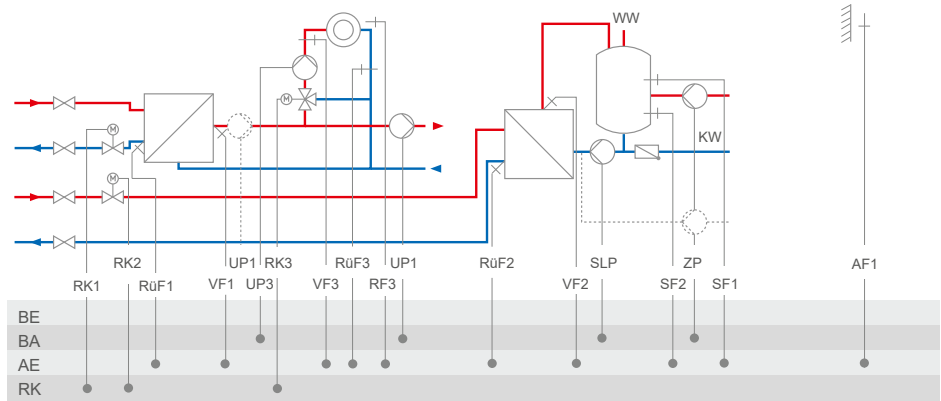 WW
M
KW
M
M
RK2
UP1
RK3
RüF3
UP1
RüF2
SLP
ZP
AF1
RK1
RüF1
VF1
UP3
VF3
RF3
VF2
SF2
SF1
BE
BA
AE
RK